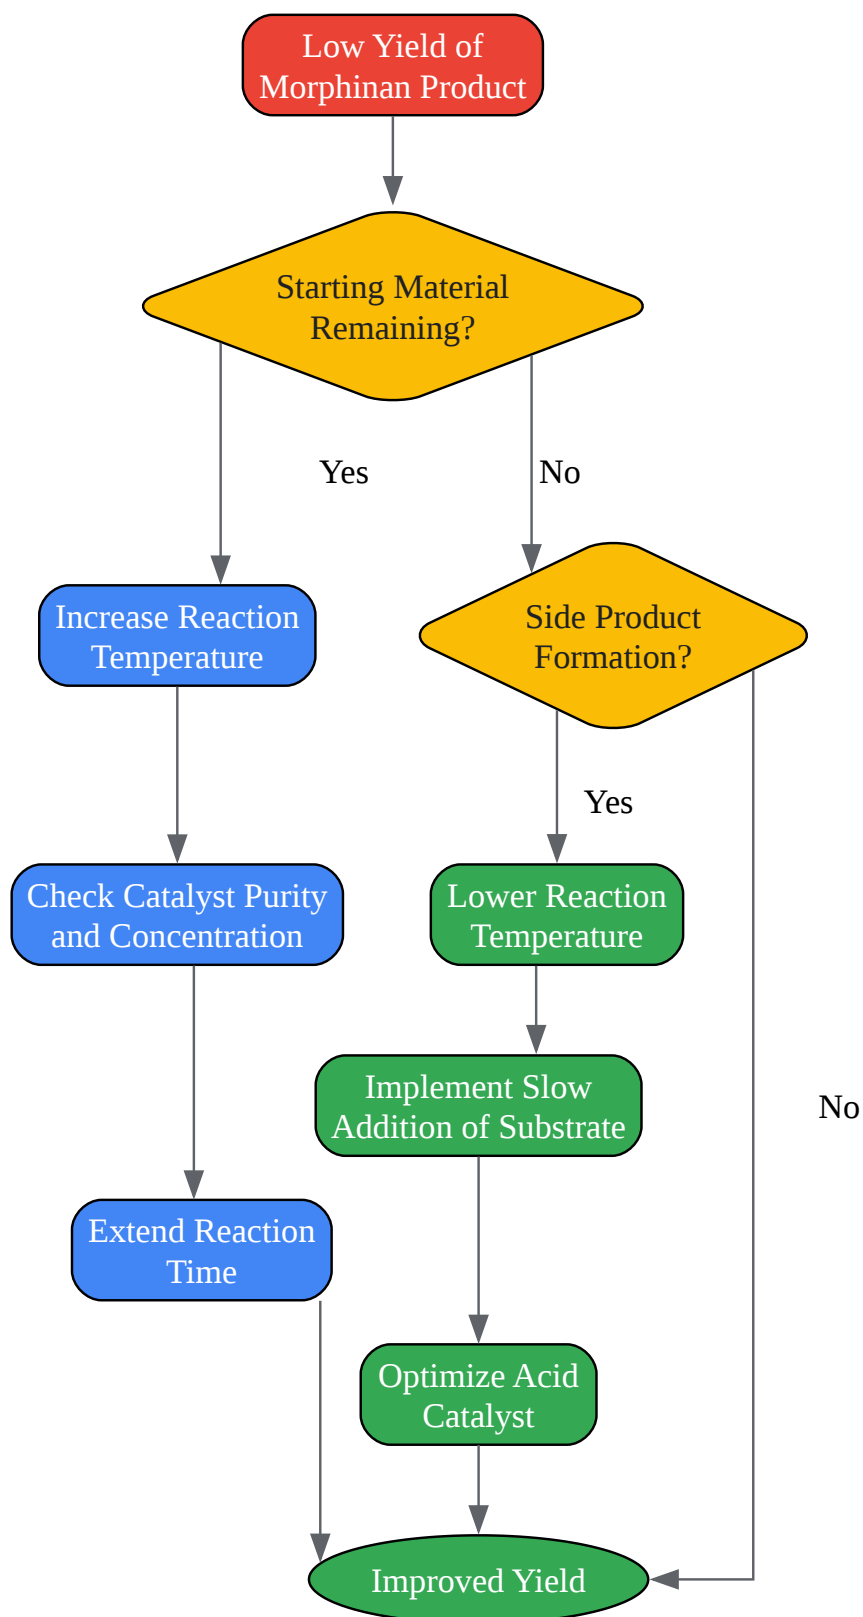 Low Yield of
Morphinan Product
Starting Material
Remaining?
Yes
No
Increase Reaction
Temperature
Side Product
Formation?
Yes
Check Catalyst Purity
and Concentration
Lower Reaction
Temperature
Implement Slow
Addition of Substrate
No
Extend Reaction
Time
Optimize Acid
Catalyst
Improved Yield